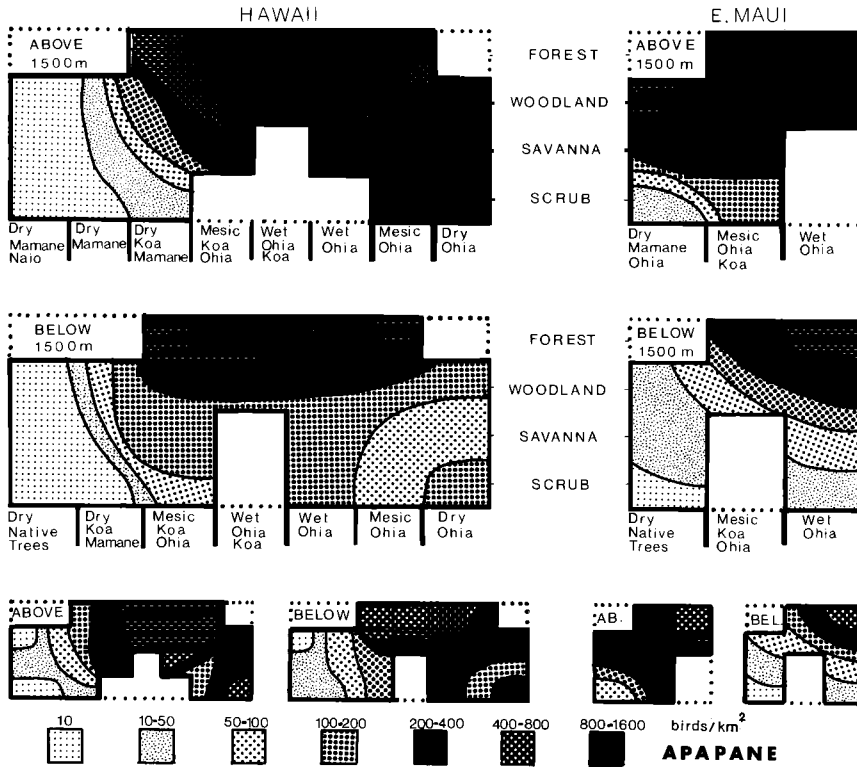 HAWAII
E. MAUI
ABOVE
1500 m
FOREST
WOODLAND
SAVANNA
SCRUB
ABOVE
1500 m
Dry
Mamane
Naio
Dry
Mamane
Dry
Koa
Mamane
Mesic
Koa
Ohia
Wet
Ohia
Koa
Wet
Ohia
Mesic
Ohia
Dry
Ohia
Dry
Mamane
Ohia
Mesic
Ohia
Koa
Wet
Ohia
BELOW
1500 m
FOREST
WOODLAND
SAVANNA
SCRUB
BELOW
1500 m
Dry
Native
Trees
Dry
Koa
Mamane
Mesic
Koa
Ohia
Wet
Ohia
Koa
Wet
Ohia
Mesic
Ohia
Dry
Ohia
Dry
Native
Trees
Mesic
Koa
Ohia
Wet
Ohia
ABOVE
BELOW
AB.
BEL.
10 10-50 50-100 100-200 200-400 400-800 800-1600 birds/km²
APAPANE